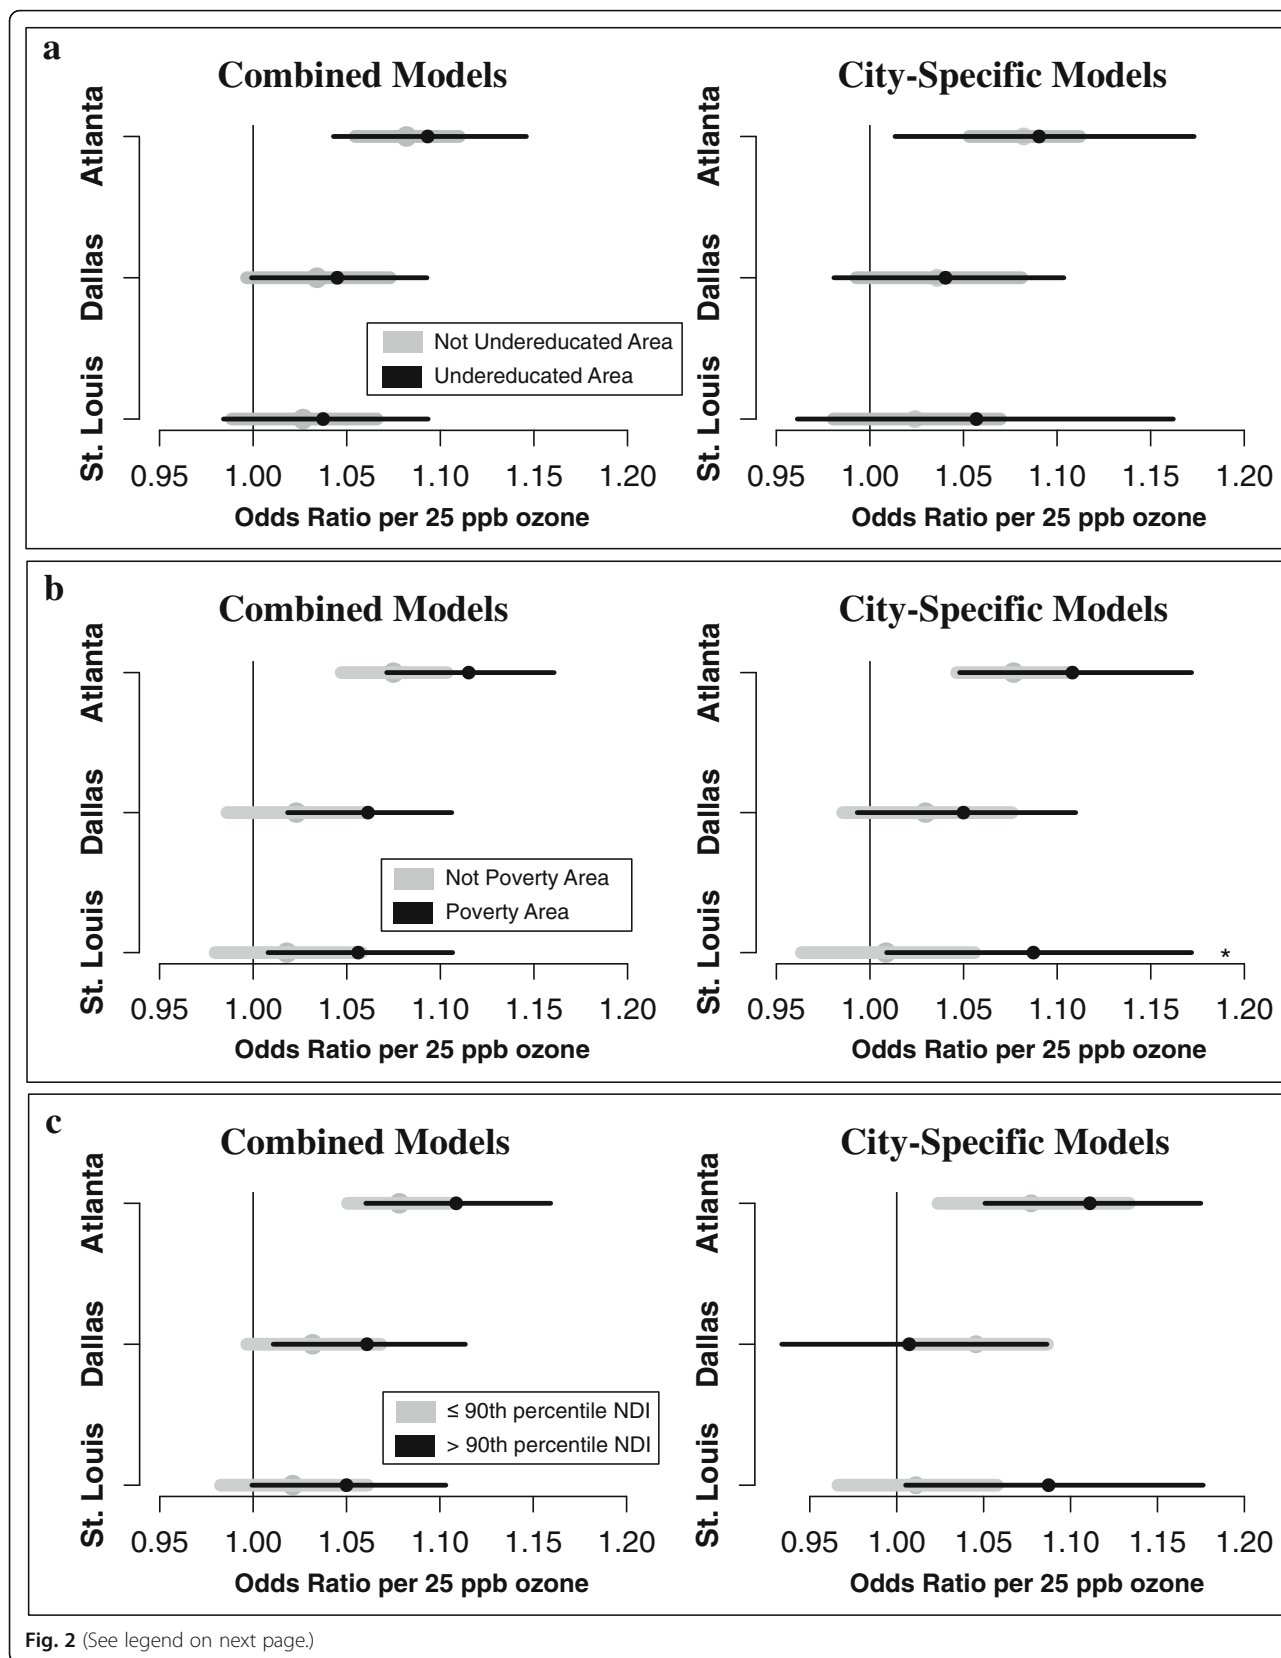 a
Combined Models
City-Specific Models
Atlanta
Dallas
St. Louis
Not Undereducated Area
Undereducated Area
0.95 1.00 1.05 1.10 1.15 1.20
Odds Ratio per 25 ppb ozone
Atlanta
Dallas
St. Louis
0.95 1.00 1.05 1.10 1.15 1.20
Odds Ratio per 25 ppb ozone
b
Combined Models
City-Specific Models
Atlanta
Dallas
St. Louis
Not Poverty Area
Poverty Area
0.95 1.00 1.05 1.10 1.15 1.20
Odds Ratio per 25 ppb ozone
Atlanta
Dallas
St. Louis
*
0.95 1.00 1.05 1.10 1.15 1.20
Odds Ratio per 25 ppb ozone
c
Combined Models
City-Specific Models
Atlanta
Dallas
St. Louis
≤ 90th percentile NDI
> 90th percentile NDI
0.95 1.00 1.05 1.10 1.15 1.20
Odds Ratio per 25 ppb ozone
Atlanta
Dallas
St. Louis
0.95 1.00 1.05 1.10 1.15 1.20
Odds Ratio per 25 ppb ozone
Fig. 2 (See legend on next page.)